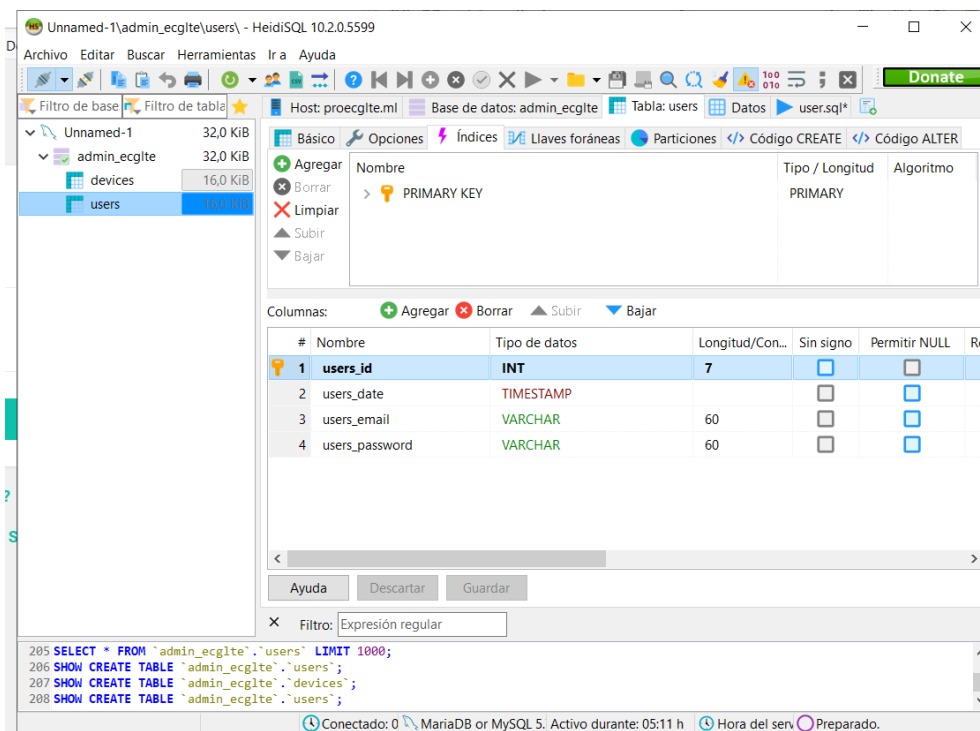 Unnamed-1\admin_ecglte\users\ - HeidiSQL 10.2.0.5599
Archivo Editar Buscar Herramientas Ir a Ayuda
Donate
Filtro de base Filtro de tabla Host: proecglte.ml Base de datos: admin_ecglte Tabla: users Datos user.sql*
Unnamed-1 32,0 KiB
admin_ecglte 32,0 KiB
devices 16,0 KiB
users 16,0 KiB
Básico Opciones Índices Llaves foráneas Particiones </> Código CREATE </> Código ALTER
Agregar
Borrar
Limpiar
Subir
Bajar
Nombre Tipo / Longitud Algoritmo
PRIMARY KEY PRIMARY
Columnas: Agregar Borrar Subir Bajar
# Nombre Tipo de datos Longitud/Con... Sin signo Permitir NULL
1 users_id INT 7
2 users_date TIMESTAMP
3 users_email VARCHAR 60
4 users_password VARCHAR 60
Ayuda Descartar Guardar
Filtro: Expresión regular
205 SELECT * FROM `admin_ecglte`.`users` LIMIT 1000;
206 SHOW CREATE TABLE `admin_ecglte`.`users`;
207 SHOW CREATE TABLE `admin_ecglte`.`devices`;
208 SHOW CREATE TABLE `admin_ecglte`.`users`;
Conectado: 0 MariaDB or MySQL 5. Activo durante: 05:11 h Hora del serv Preparado.